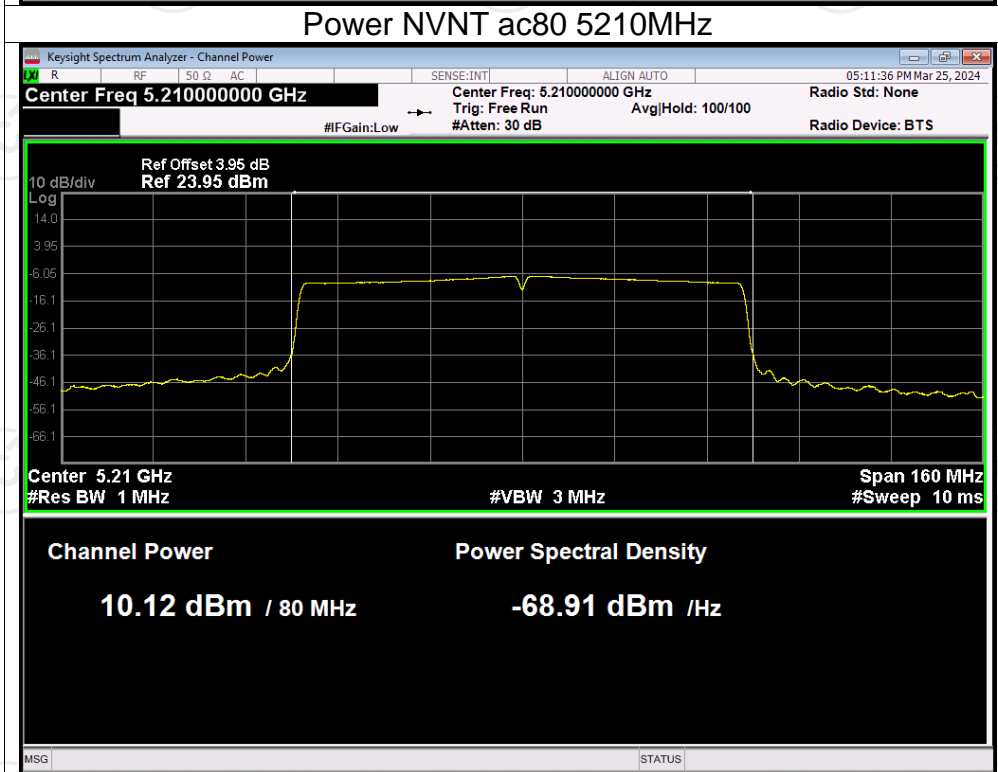 Power NVNT ac80 5210MHz
Keysight Spectrum Analyzer - Channel Power
LXI R RF 50 Ω AC SENSE:INT ALIGN AUTO 05:11:36 PM Mar 25, 2024
Center Freq 5.210000000 GHz Center Freq: 5.210000000 GHz Radio Std: None
Trig: Free Run Avg|Hold: 100/100
#IFGain:Low #Atten: 30 dB Radio Device: BTS
Ref Offset 3.95 dB
10 dB/div Ref 23.95 dBm
Log
14.0
3.95
-6.05
-16.1
-26.1
-36.1
-46.1
-56.1
-66.1
Center 5.21 GHz Span 160 MHz
#Res BW 1 MHz #VBW 3 MHz #Sweep 10 ms
Channel Power Power Spectral Density
10.12 dBm / 80 MHz -68.91 dBm /Hz
MSG STATUS